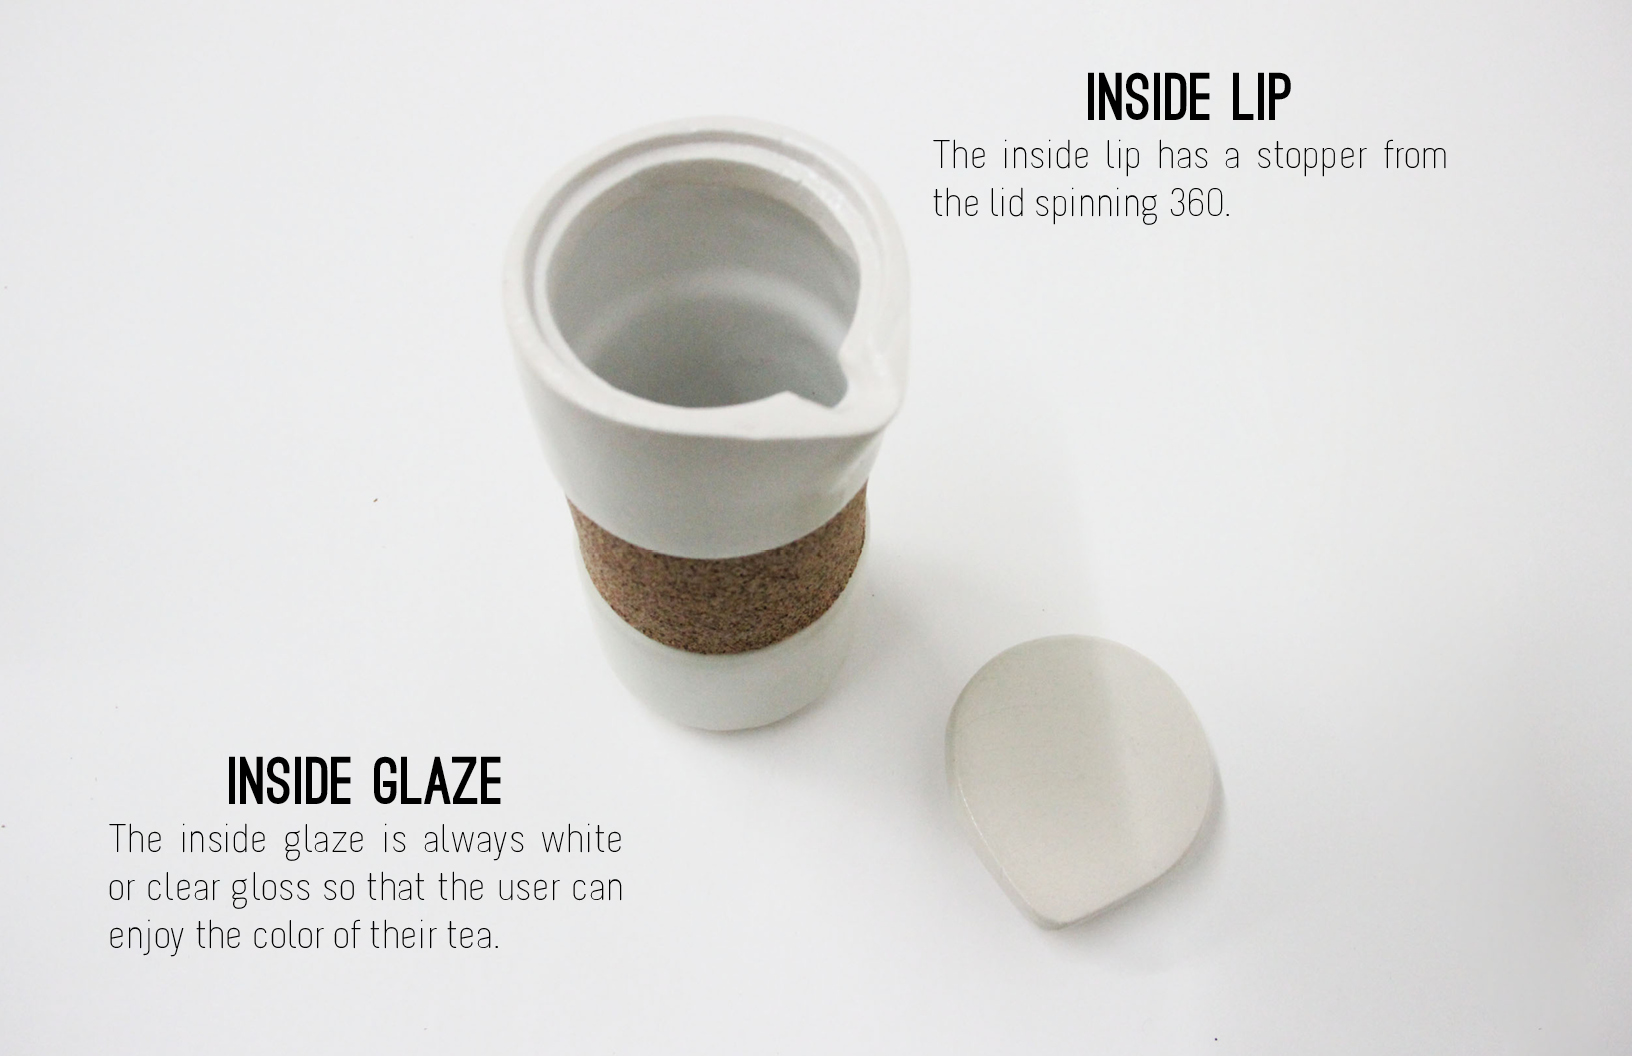 INSIDE LIP
The inside lip has a stopper from
the lid spinning 360.
INSIDE GLAZE
The inside glaze is always white
or clear gloss so that the user can
enjoy the color of their tea.